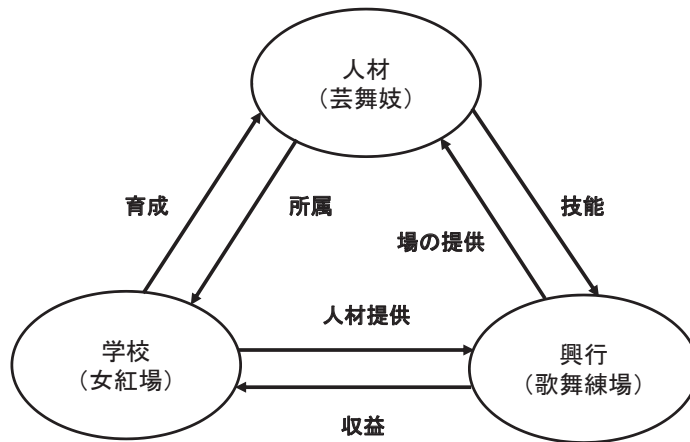 人材
（芸舞妓）
育成
所属
技能
場の提供
人材提供
学校
（女紅場）
興行
（歌舞練場）
収益